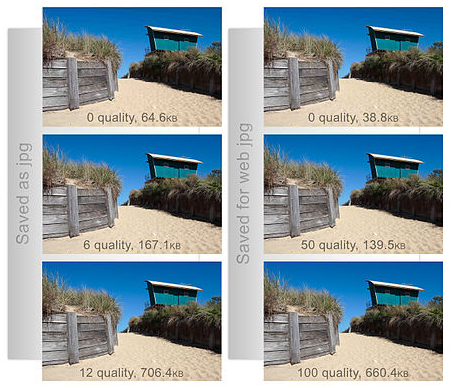 Saved as jpg
0 quality, 64.6KB
6 quality, 167.1KB
12 quality, 706.4KB
Saved for web jpg
0 quality, 38.8KB
50 quality, 139.5KB
100 quality, 660.4KB